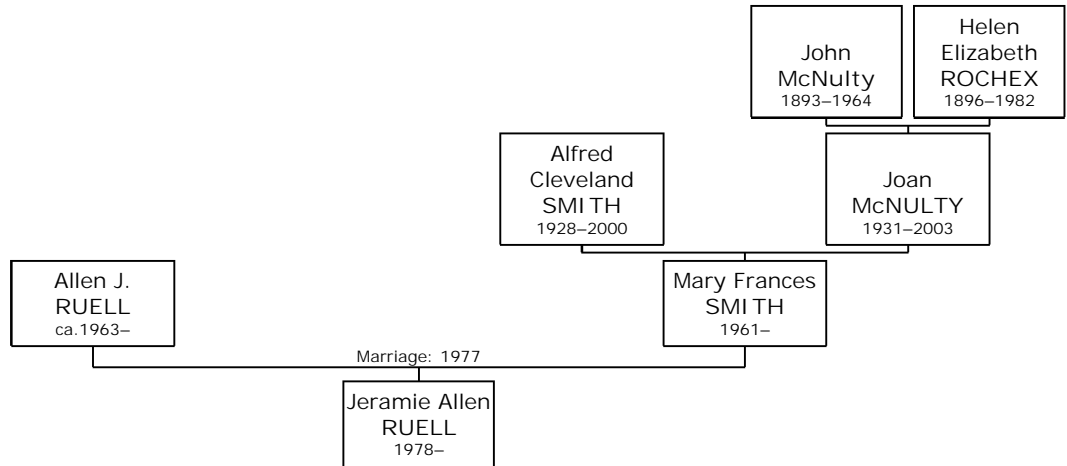 John
McNulty
1893–1964
Helen
Elizabeth
ROCHEX
1896–1982
Alfred
Cleveland
SMITH
1928–2000
Joan
McNULTY
1931–2003
Allen J.
RUELL
ca.1963–
Mary Frances
SMITH
1961–
Marriage: 1977
Jeramie Allen
RUELL
1978–